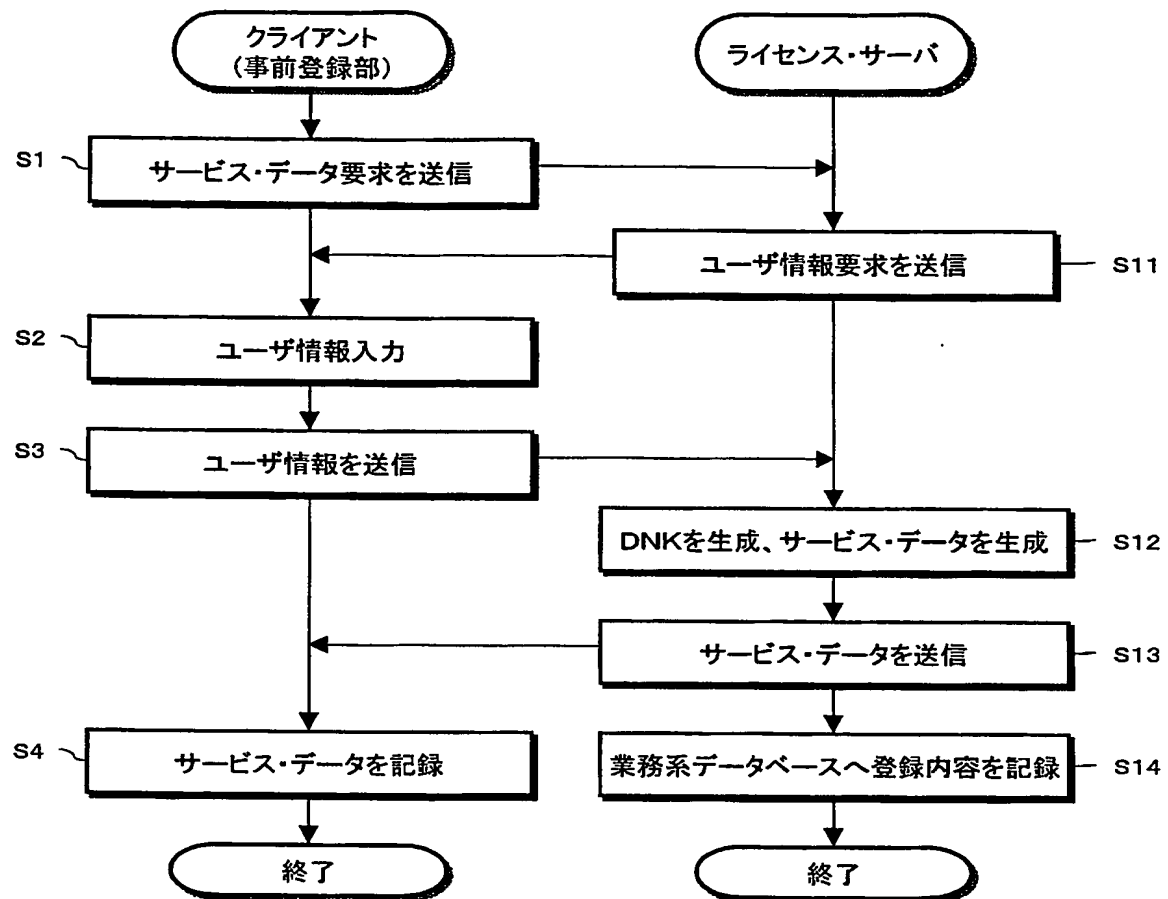 クライアント
(事前登録部)
ライセンス・サーバ
S1
サービス・データ要求を送信
ユーザ情報要求を送信
S11
S2
ユーザ情報入力
S3
ユーザ情報を送信
DNKを生成、サービス・データを生成
S12
サービス・データを送信
S13
S4
サービス・データを記録
業務系データベースへ登録内容を記録
S14
終了
終了